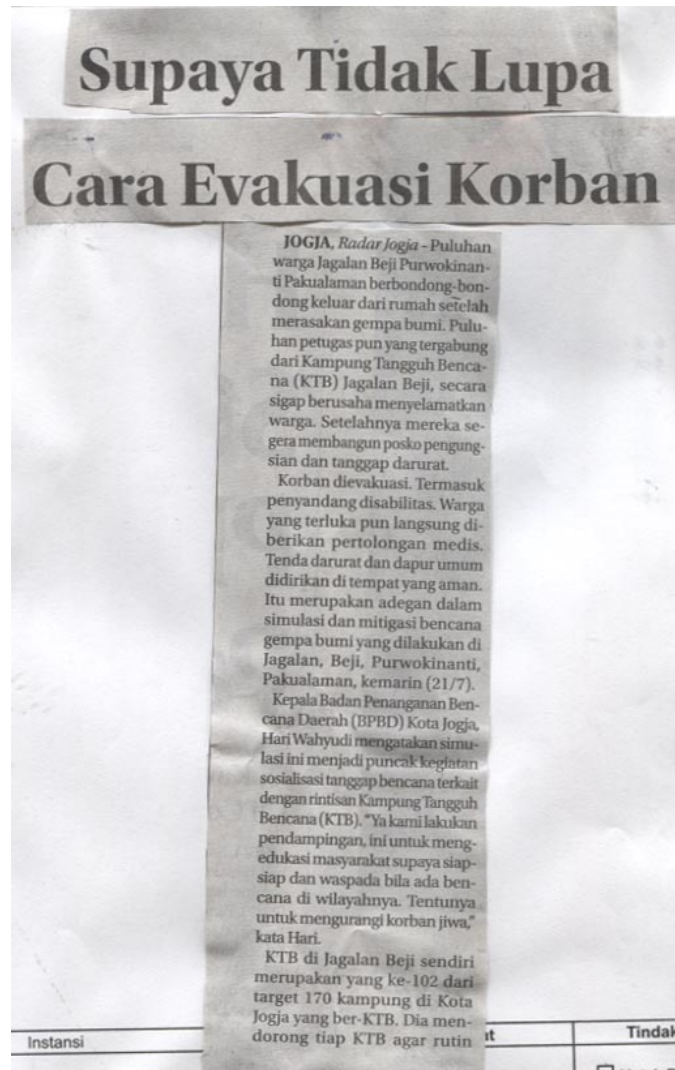 Supaya Tidak Lupa
Cara Evakuasi Korban
JOGJA, Radar Jogja - Puluhan
warga Jagalan Beji Purwokinan-
ti Pakualaman berbondong-bon-
dong keluar dari rumah setelah
merasakan gempa bumi. Pulu-
han petugas pun yang tergabung
dari Kampung Tangguh Benca-
na (KTB) Jagalan Beji, secara
sigap berusaha menyelamatkan
warga. Setelahnya mereka se-
gera membangun posko pengung-
sian dan tanggap darurat.
Korban dievakuasi. Termasuk
penyandang disabilitas. Warga
yang terluka pun langsung di-
berikan pertolongan medis.
Tenda darurat dan dapur umum
didirikan di tempat yang aman.
Itu merupakan adegan dalam
simulasi dan mitigasi bencana
gempa bumi yang dilakukan di
Jagalan, Beji, Purwokinanti,
Pakualaman, kemarin (21/7).
Kepala Badan Penanganan Ben-
cana Daerah (BPBD) Kota Jogja,
Hari Wahyudi mengatakan simu-
lasi ini menjadi puncak kegiatan
sosialisasi tanggap bencana terkait
dengan rintisan Kampung Tangguh
Bencana (KTB). "Ya kami lakukan
pendampingan, ini untuk meng-
edukasi masyarakat supaya siap-
siap dan waspada bila ada ben-
cana di wilayahnya. Tentunya
untuk mengurangi korban jiwa,"
kata Hari.
KTB di Jagalan Beji sendiri
merupakan yang ke-102 dari
target 170 kampung di Kota
Jogja yang ber-KTB. Dia men-
dorong tiap KTB agar rutin
Instansi
Tindak